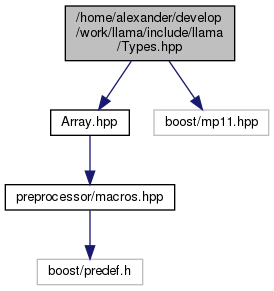 /home/alexander/develop
/work/llama/include/llama
/Types.hpp
Array.hpp
boost/mp11.hpp
preprocessor/macros.hpp
boost/predef.h